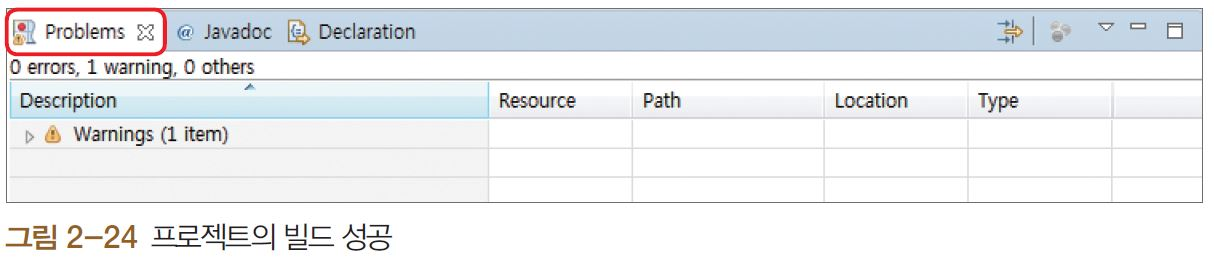 Problems @ Javadoc Declaration
0 errors, 1 warning, 0 others
Description Resource Path Location Type
Warnings (1 item)
그림 2-24 프로젝트의 빌드 성공